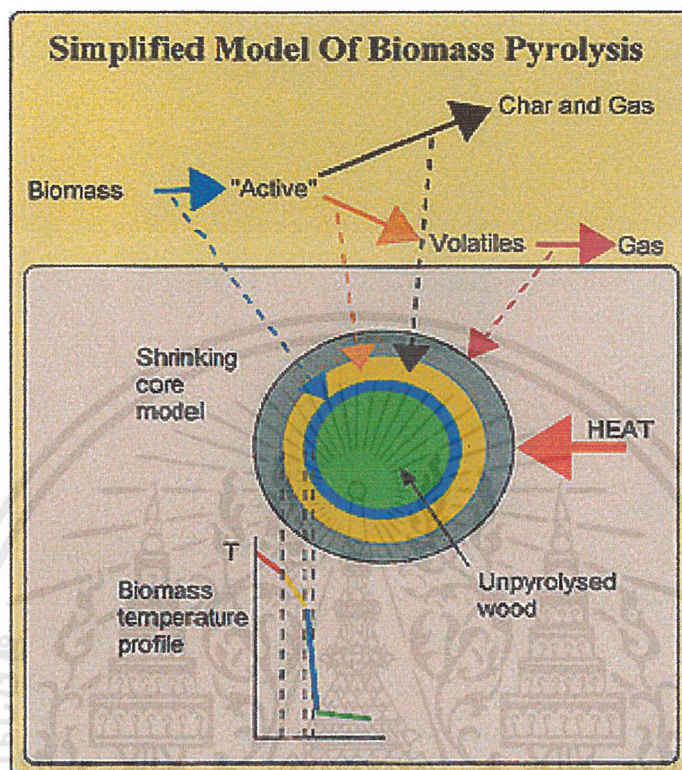 Simplified Model Of Biomass Pyrolysis
Char and Gas
Biomass
"Active"
Volatiles
Gas
Shrinking
core
model
HEAT
T
Biomass
temperature
profile
Unpyrolysed
wood